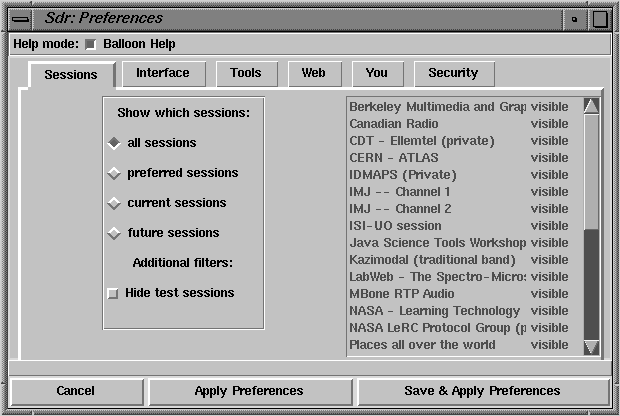 Sdr: Preferences
Help mode: Balloon Help
Sessions Interface Tools Web You Security
Show which sessions:
all sessions
preferred sessions
current sessions
future sessions
Additional filters:
Hide test sessions
Berkeley Multimedia and Grap visible
Canadian Radio visible
CDT - Ellemtel (private) visible
CERN - ATLAS visible
IDMAPS (Private) visible
IMJ -- Channel 1 visible
IMJ -- Channel 2 visible
ISI-UO session visible
Java Science Tools Workshop visible
Kazimodal (traditional band) visible
LabWeb - The Spectro-Micros visible
MBone RTP Audio visible
NASA - Learning Technology visible
NASA LeRC Protocol Group (p visible
Places all over the world visible
Cancel Apply Preferences Save & Apply Preferences